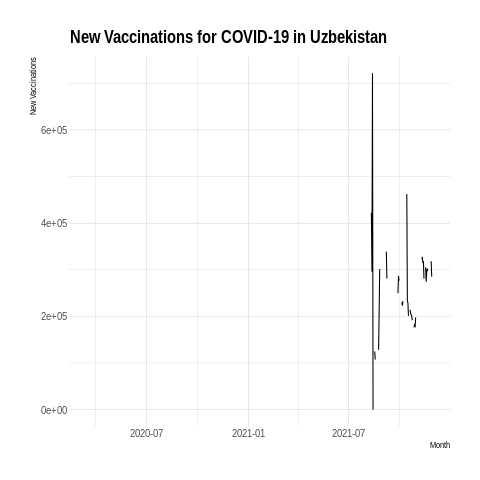 New Vaccinations for COVID-19 in Uzbekistan
New Vaccinations
6e+05
4e+05
2e+05
0e+00
2020-07
2021-01
2021-07
Month